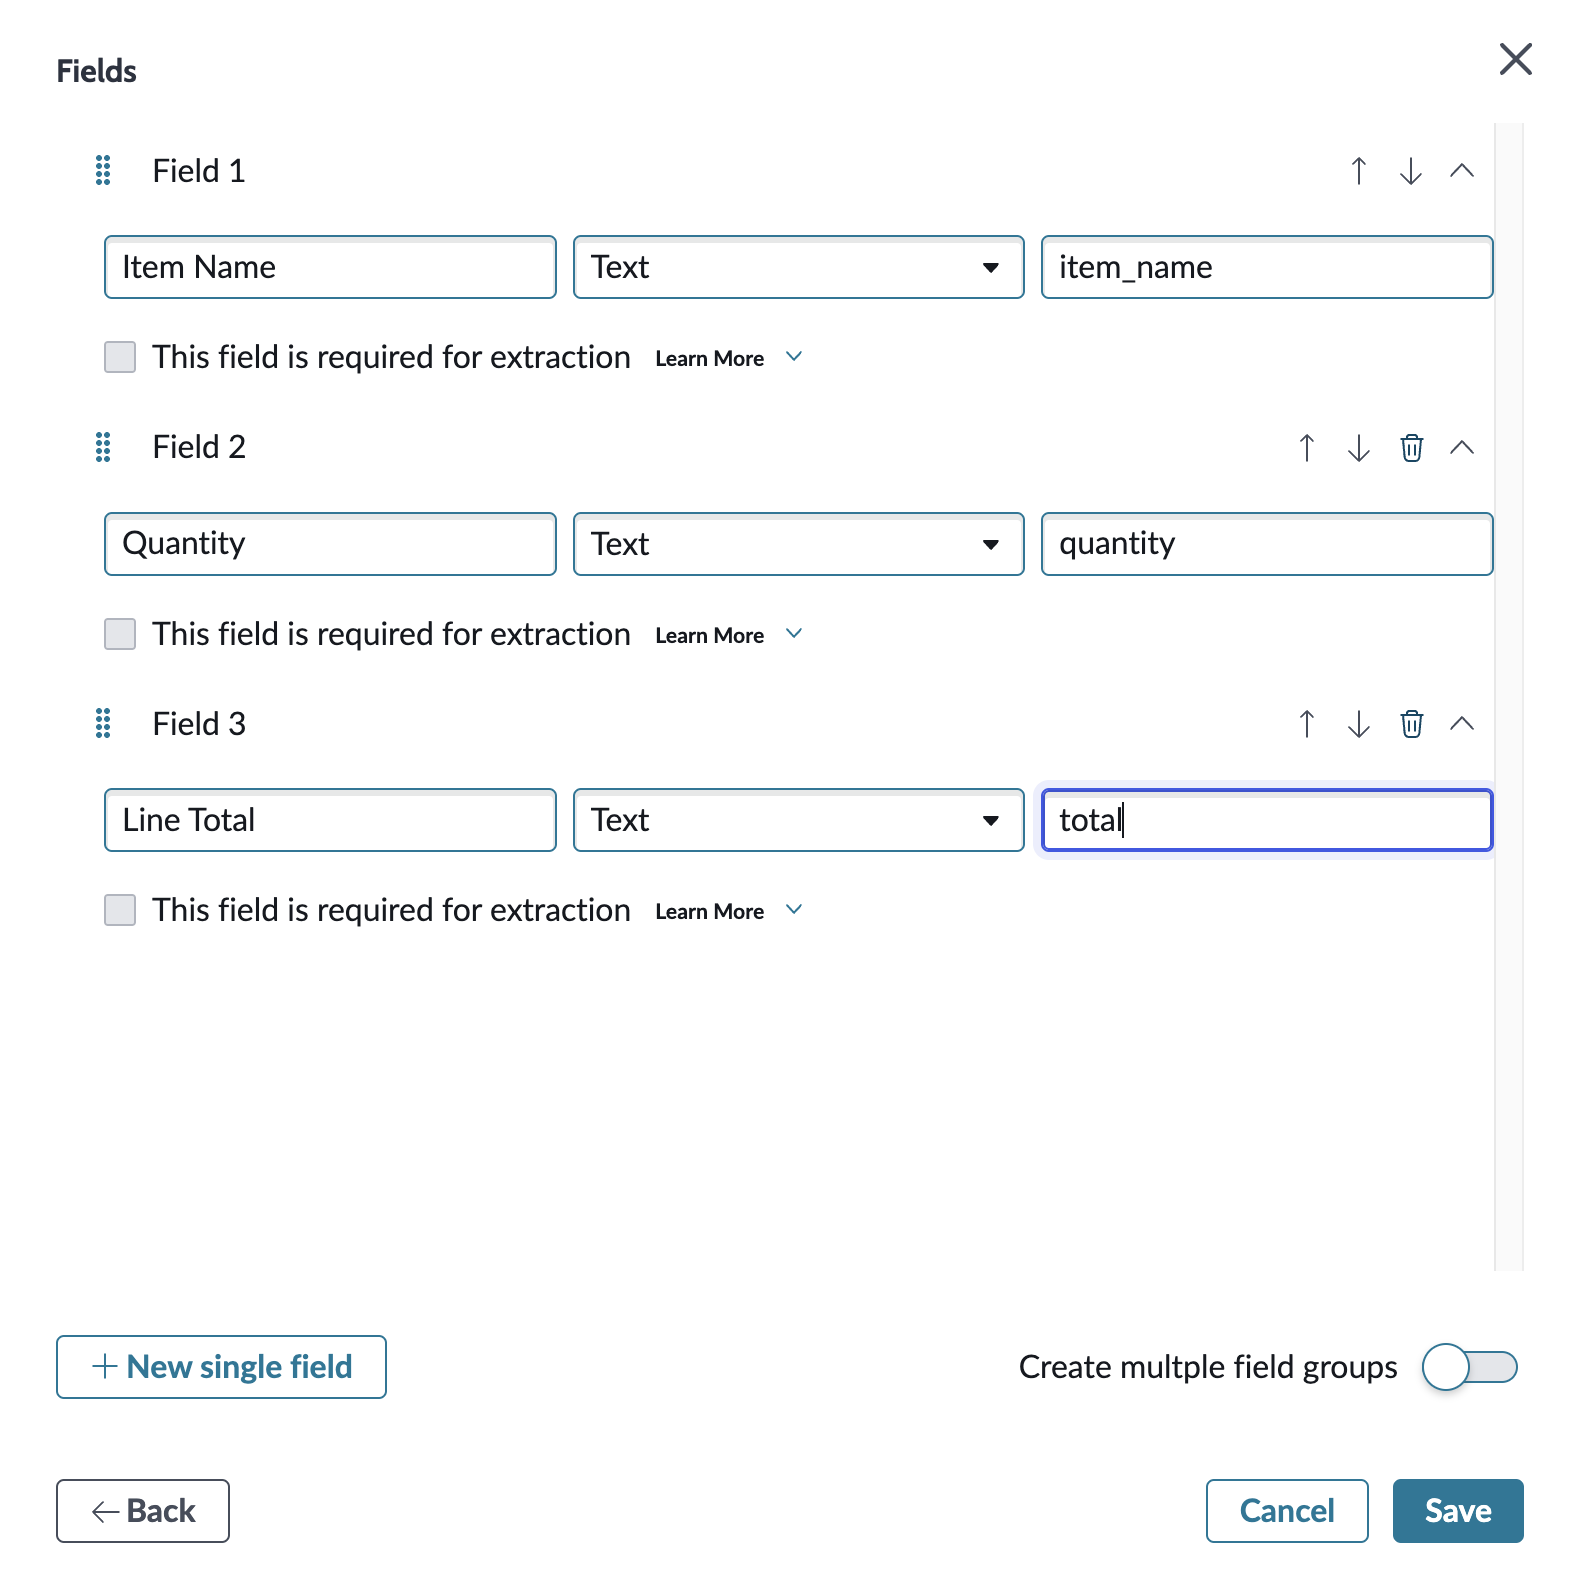 Fields
Field 1
Item Name Text item_name
This field is required for extraction Learn More
Field 2
Quantity Text quantity
This field is required for extraction Learn More
Field 3
Line Total Text total
This field is required for extraction Learn More
New single field Create multple field groups
Back Cancel Save